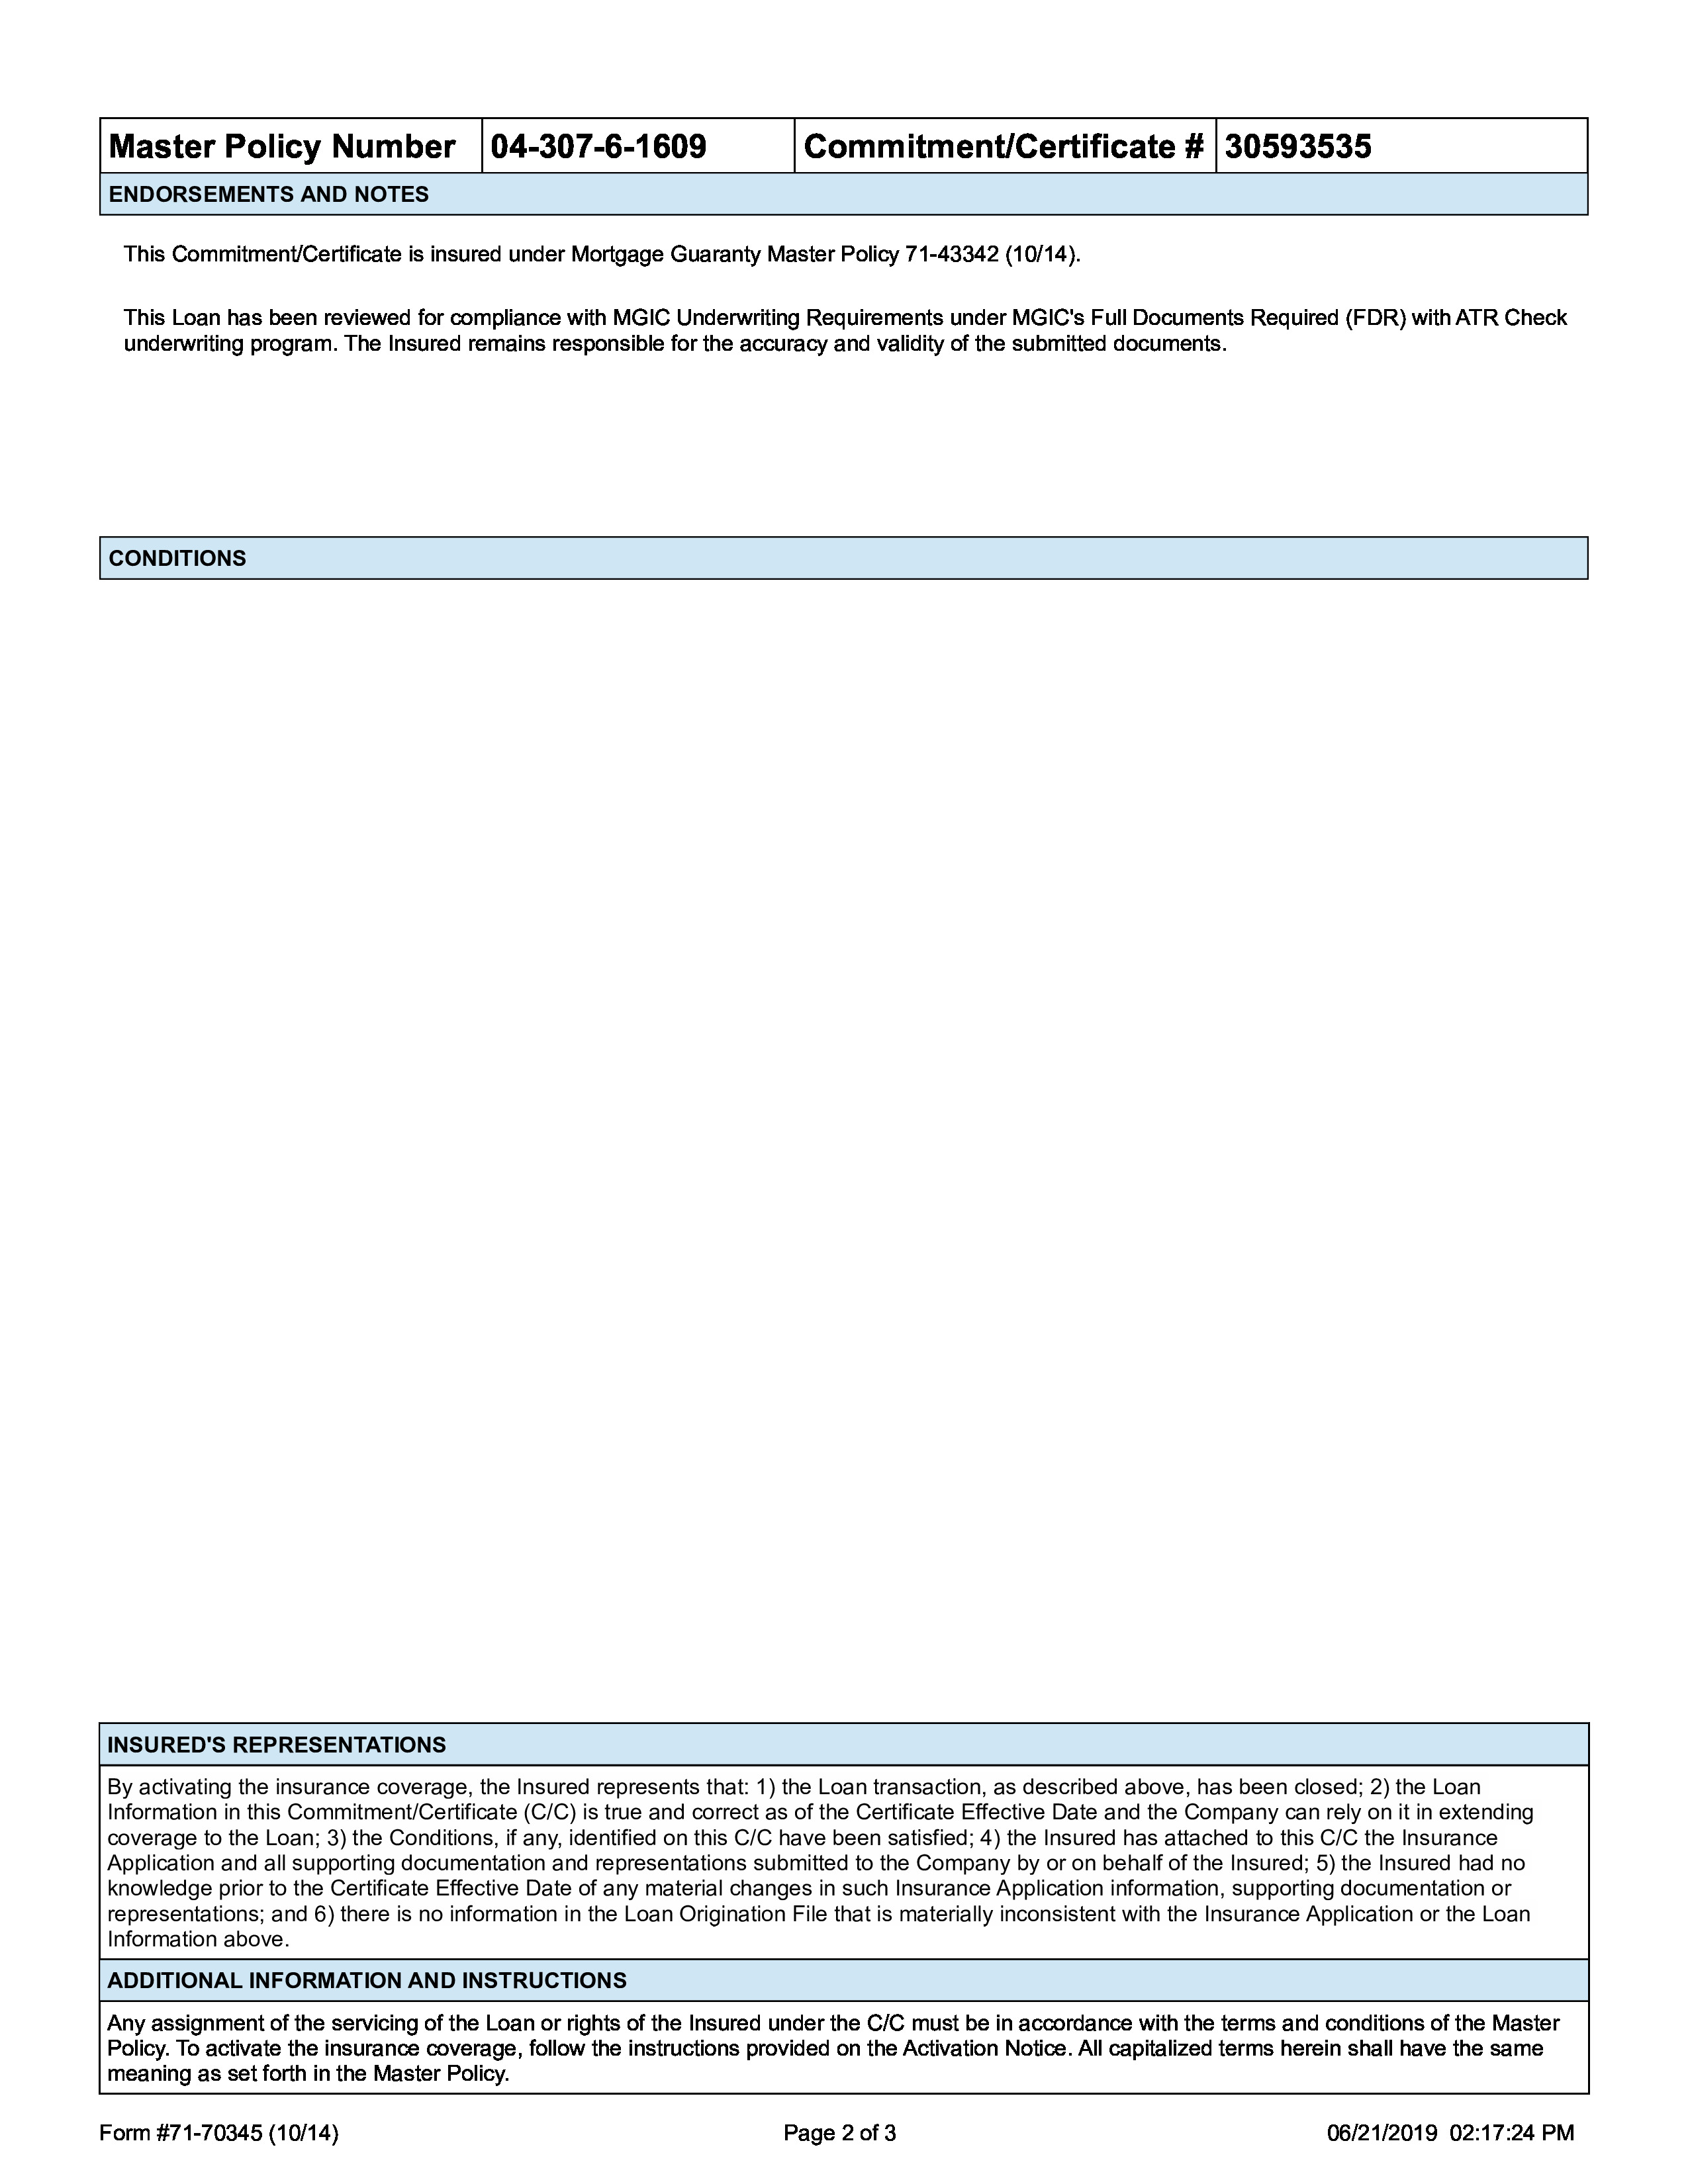 Master Policy Number 04-307-6-1609 Commitment/Certificate # 30593535
ENDORSEMENTS AND NOTES
This Commitment/Certificate is insured under Mortgage Guaranty Master Policy 71-43342 (10/14).
This Loan has been reviewed for compliance with MGIC Underwriting Requirements under MGIC's Full Documents Required (FDR) with ATR Check
underwriting program. The Insured remains responsible for the accuracy and validity of the submitted documents.
CONDITIONS
INSURED'S REPRESENTATIONS
By activating the insurance coverage, the Insured represents that: 1) the Loan transaction, as described above, has been closed; 2) the Loan
Information in this Commitment/Certificate (C/C) is true and correct as of the Certificate Effective Date and the Company can rely on it in extending
coverage to the Loan; 3) the Conditions, if any, identified on this C/C have been satisfied; 4) the Insured has attached to this C/C the Insurance
Application and all supporting documentation and representations submitted to the Company by or on behalf of the Insured; 5) the Insured had no
knowledge prior to the Certificate Effective Date of any material changes in such Insurance Application information, supporting documentation or
representations; and 6) there is no information in the Loan Origination File that is materially inconsistent with the Insurance Application or the Loan
Information above.
ADDITIONAL INFORMATION AND INSTRUCTIONS
Any assignment of the servicing of the Loan or rights of the Insured under the C/C must be in accordance with the terms and conditions of the Master
Policy. To activate the insurance coverage, follow the instructions provided on the Activation Notice. All capitalized terms herein shall have the same
meaning as set forth in the Master Policy.
Form #71-70345 (10/14) Page 2 of 3 06/21/2019 02:17:24 PM